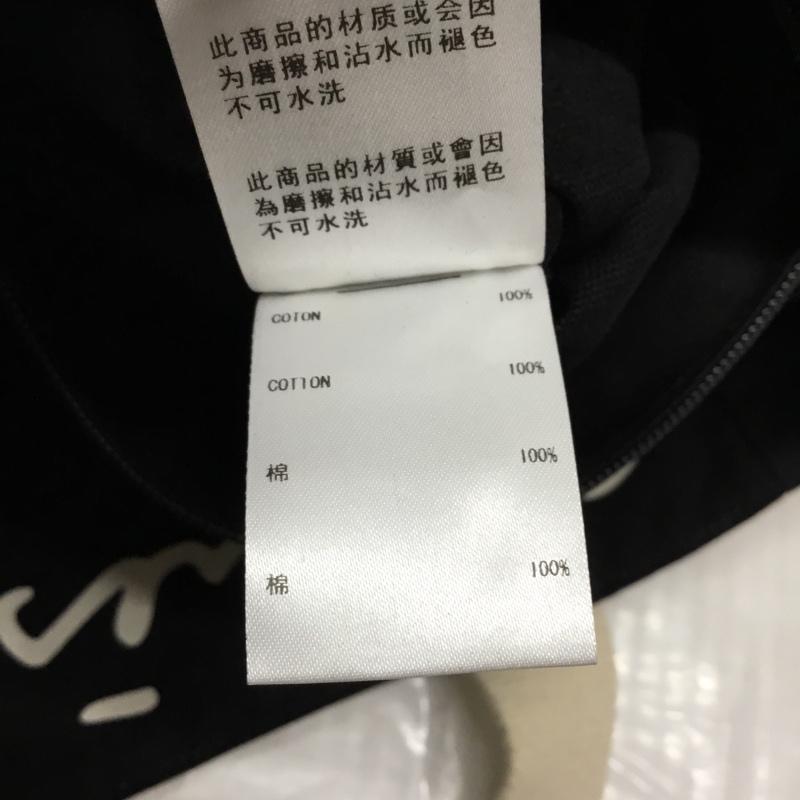 此商品的材质或会因
为磨擦和沾水而褪色
不可水洗
此商品的材質或會因
為磨擦和沾水而褪色
不可水洗
COTON 100%
COTTON 100%
棉 100%
棉 100%